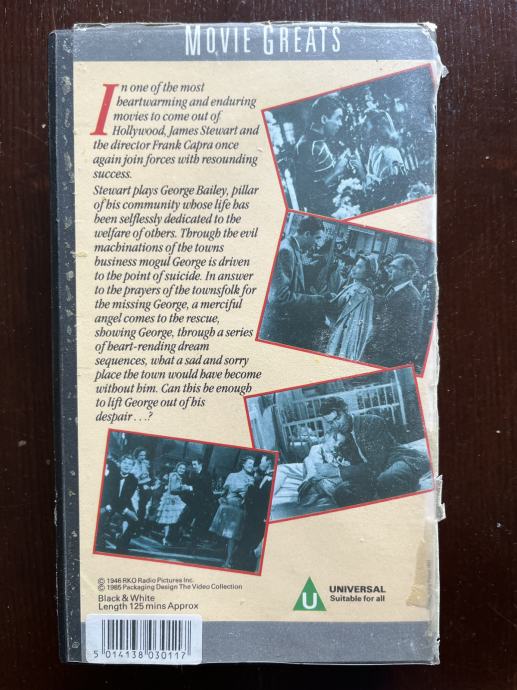 MOVIE GREATS
In one of the most
heartwarming and enduring
movies to come out of
Hollywood, James Stewart and
the director Frank Capra once
again join forces with resounding
success.
Stewart plays George Bailey, pillar
of his community whose life has
been selflessly dedicated to the
welfare of others. Through the evil
machinations of the towns
business mogul George is driven
to the point of suicide. In answer
to the prayers of the townsfolk for
the missing George, a merciful
angel comes to the rescue,
showing George, through a series
of heart-rending dream
sequences, what a sad and sorry
place the town would have become
without him. Can this be enough
to lift George out of his
despair...?
© 1946 RKO Radio Pictures Inc.
© 1985 Packaging Design The Video Collection
Black & White
Length 125 mins Approx
U
UNIVERSAL
Suitable for all
5 014138 030117